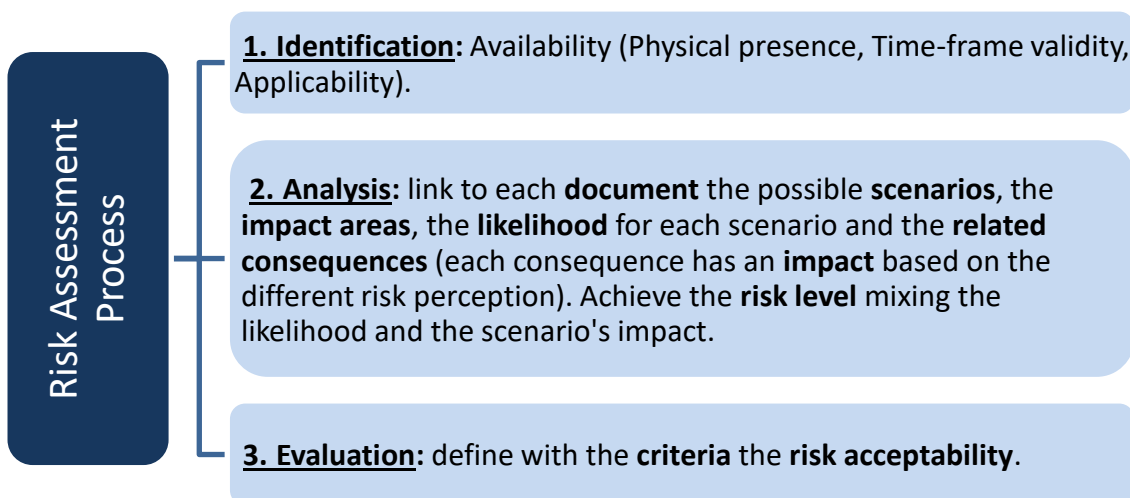 Risk Assessment
Process
1. Identification: Availability (Physical presence, Time-frame validity,
Applicability).
2. Analysis: link to each document the possible scenarios, the
impact areas, the likelihood for each scenario and the related
consequences (each consequence has an impact based on the
different risk perception). Achieve the risk level mixing the
likelihood and the scenario's impact.
3. Evaluation: define with the criteria the risk acceptability.